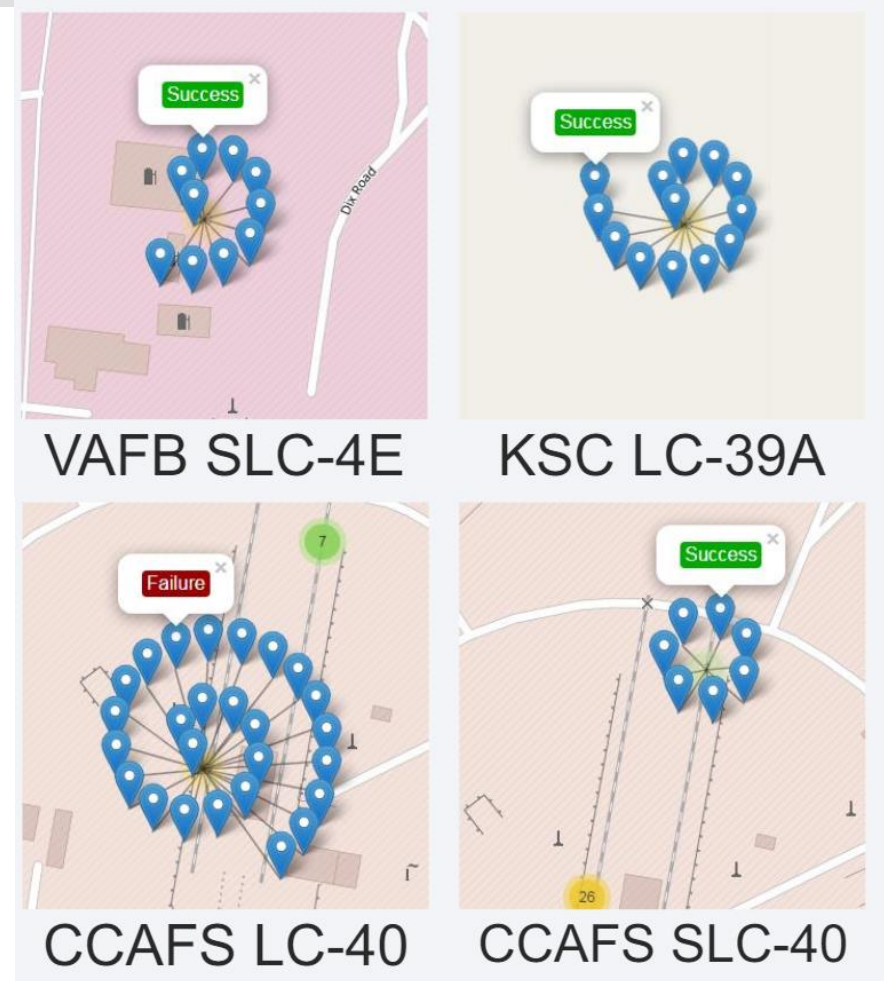 Success ×
Success ×
Dix Road
VAFB SLC-4E
KSC LC-39A
7
Failure ×
Success ×
26
CCAFS LC-40
CCAFS SLC-40